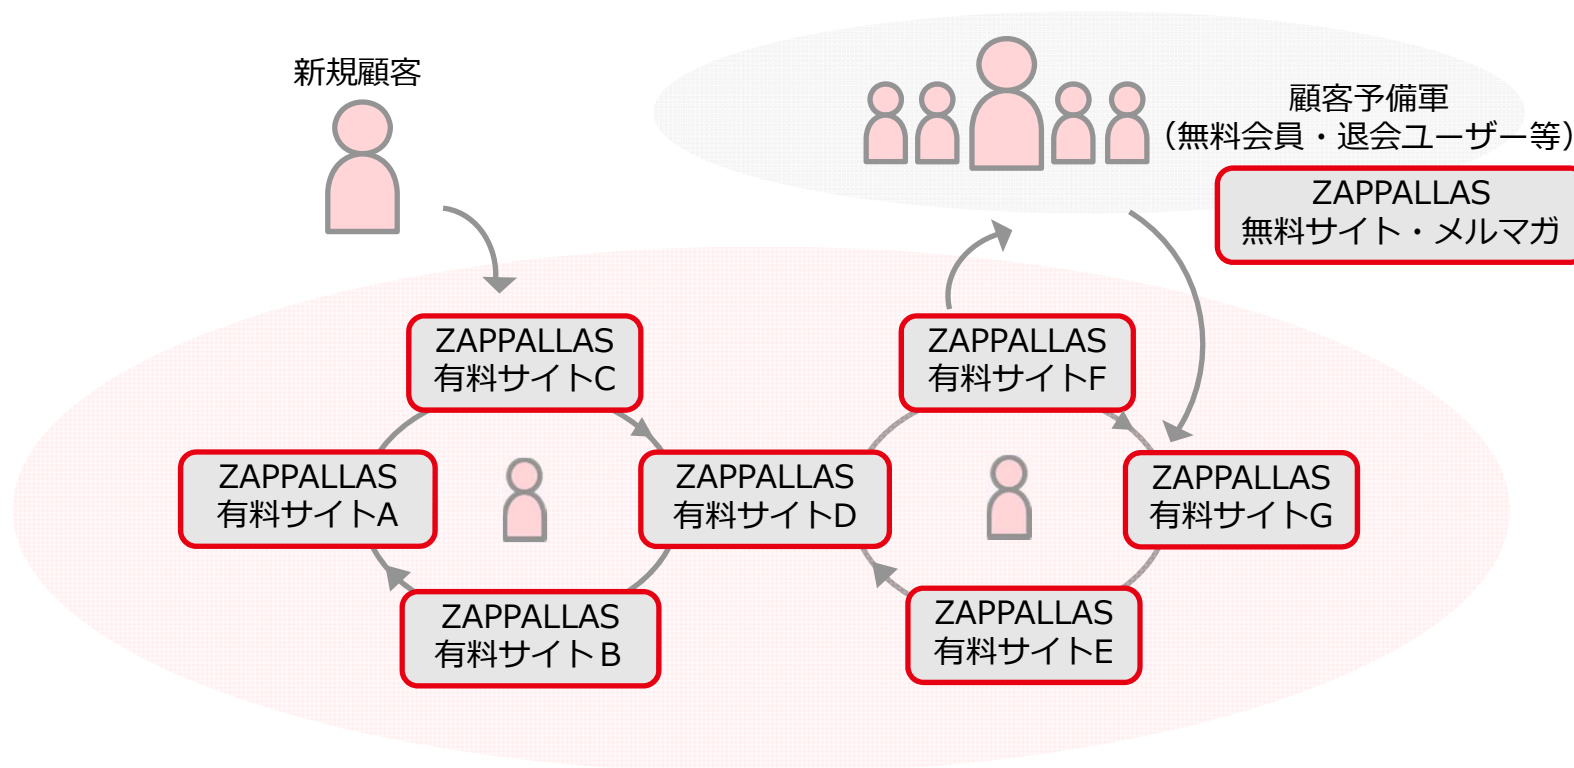 新規顧客
顧客予備軍
（無料会員・退会ユーザー等）
ZAPPALLAS
無料サイト・メルマガ
ZAPPALLAS
有料サイトC
ZAPPALLAS
有料サイトF
ZAPPALLAS
有料サイトA
ZAPPALLAS
有料サイトD
ZAPPALLAS
有料サイトG
ZAPPALLAS
有料サイトB
ZAPPALLAS
有料サイトE